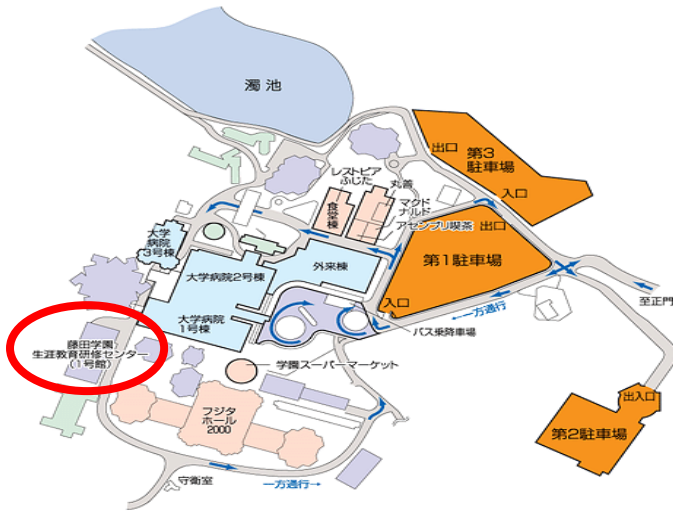 濁池
出口
第3
駐車場
入口
レストピア
ふじた
丸善
マクド
ナルド
食堂棟
アセンブリ喫茶
出口
第1駐車場
入口
大学
病院
3号棟
大学病院2号棟
外来棟
大学病院
1号棟
至正門
一方通行
バス乗降車場
藤田学園
生涯教育研修センター
(1号館)
学園スーパーマーケット
フジタ
ホール
2000
出入口
第2駐車場
守衛室
一方通行→